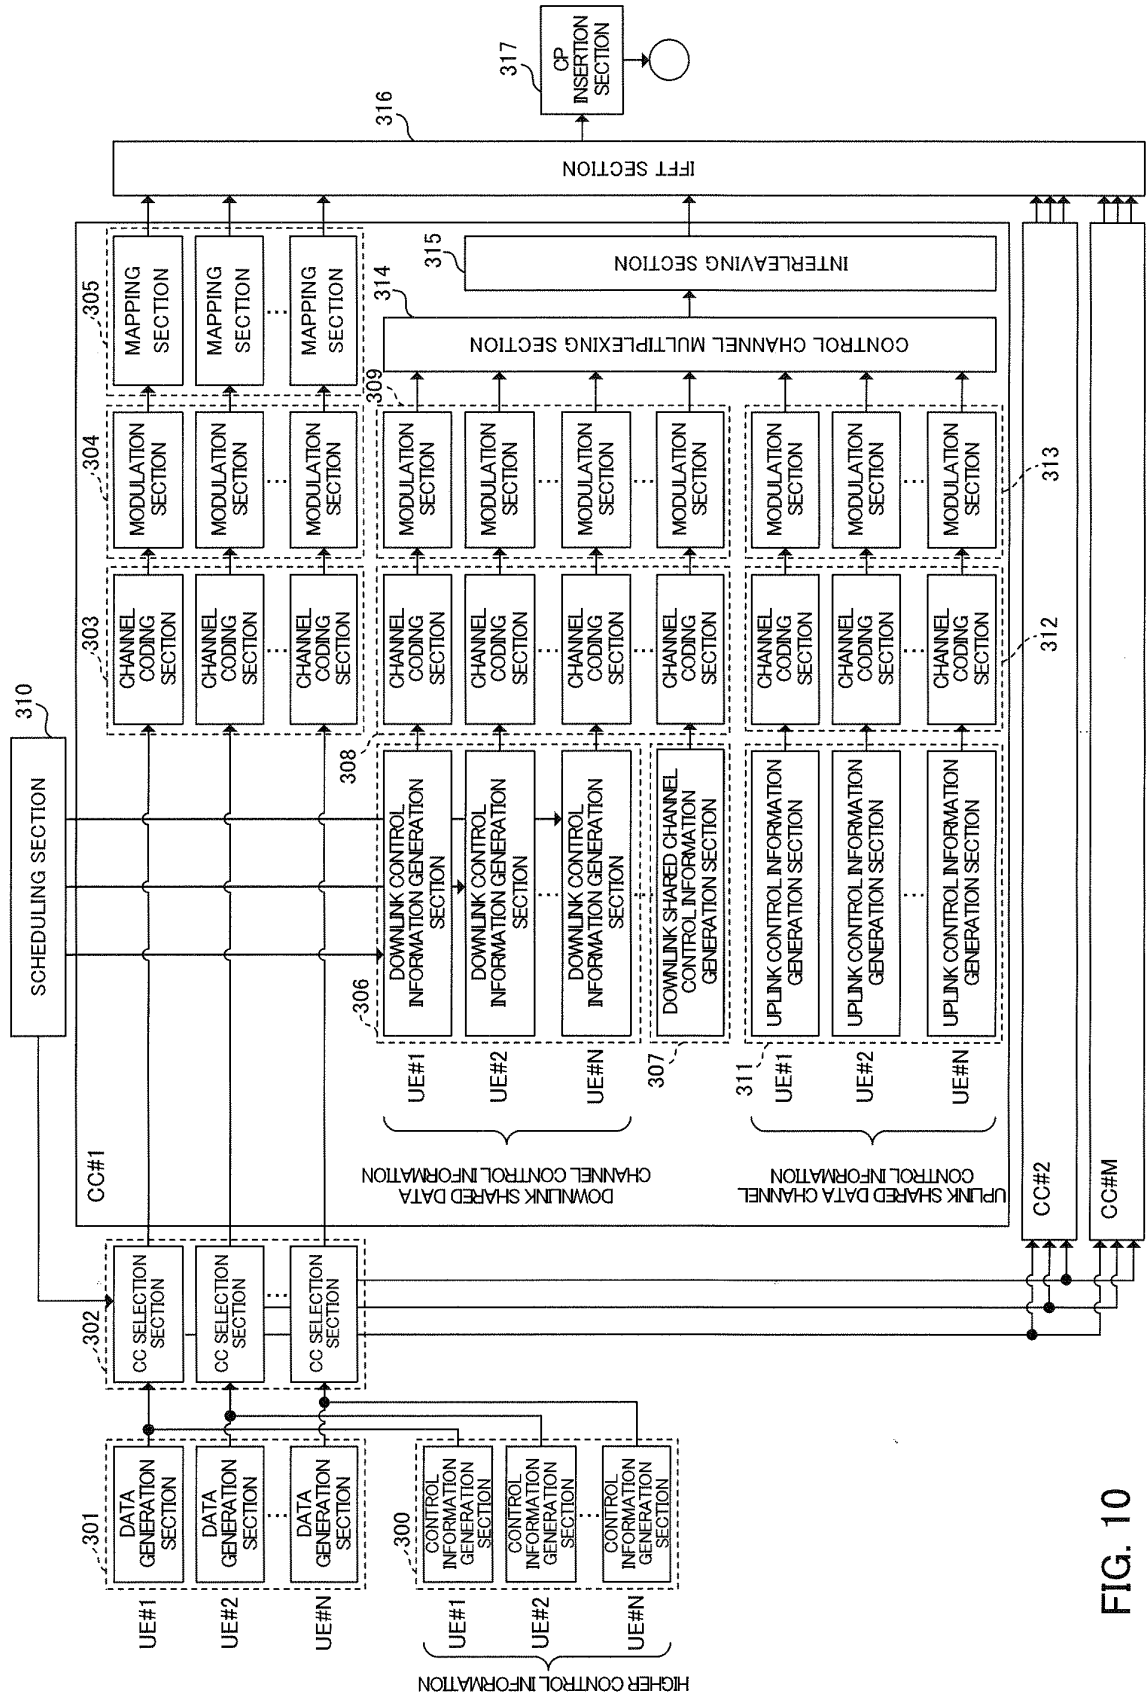 310
SCHEDULING SECTION
317
CP
INSERTION
SECTION
316
IFFT SECTION
CC#1
301
UE#1
DATA
GENERATION
SECTION
UE#2
DATA
GENERATION
SECTION
UE#N
DATA
GENERATION
SECTION
302
CC SELECTION
SECTION
CC SELECTION
SECTION
CC SELECTION
SECTION
303
CHANNEL
CODING
SECTION
CHANNEL
CODING
SECTION
CHANNEL
CODING
SECTION
304
MODULATION
SECTION
MODULATION
SECTION
MODULATION
SECTION
305
MAPPING
SECTION
MAPPING
SECTION
MAPPING
SECTION
HIGHER CONTROL INFORMATION
300
UE#1
CONTROL
INFORMATION
GENERATION
SECTION
UE#2
CONTROL
INFORMATION
GENERATION
SECTION
UE#N
CONTROL
INFORMATION
GENERATION
SECTION
DOWNLINK SHARED DATA
CHANNEL CONTROL INFORMATION
306
UE#1
DOWNLINK CONTROL
INFORMATION GENERATION
SECTION
UE#2
DOWNLINK CONTROL
INFORMATION GENERATION
SECTION
UE#N
DOWNLINK CONTROL
INFORMATION GENERATION
SECTION
307
DOWNLINK SHARED CHANNEL
CONTROL INFORMATION
GENERATION SECTION
308
CHANNEL
CODING
SECTION
CHANNEL
CODING
SECTION
CHANNEL
CODING
SECTION
CHANNEL
CODING
SECTION
309
MODULATION
SECTION
MODULATION
SECTION
MODULATION
SECTION
MODULATION
SECTION
314
CONTROL CHANNEL MULTIPLEXING SECTION
315
INTERLEAVING SECTION
UPLINK SHARED DATA CHANNEL
CONTROL INFORMATION
311
UE#1
UPLINK CONTROL INFORMATION
GENERATION SECTION
UE#2
UPLINK CONTROL INFORMATION
GENERATION SECTION
UE#N
UPLINK CONTROL INFORMATION
GENERATION SECTION
CHANNEL
CODING
SECTION
CHANNEL
CODING
SECTION
CHANNEL
CODING
SECTION
312
MODULATION
SECTION
MODULATION
SECTION
MODULATION
SECTION
313
CC#2
CC#M
FIG. 10